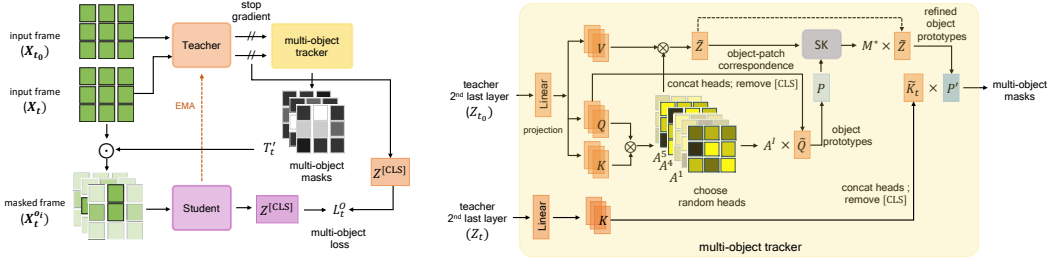 stop
gradient
input frame
(X_{t_0})
Teacher
multi-object
tracker
input frame
(X_t)
EMA
T'_t
multi-object
masks
Z^{[CLS]}
masked frame
(X_t^{o_i})
Student
Z^{[CLS]}
L_t^O
multi-object
loss
refined
object
prototypes
V
Z̃
SK
M* × Z̃
object-patch
correspondence
teacher
2nd last layer
(Z_{t_0})
Linear
projection
concat heads; remove [CLS]
P
K̃_t × P'
multi-object
masks
Q
K
A^5
A^4
A^1
A^I × Q̃
object
prototypes
choose
random heads
concat heads ;
remove [CLS]
teacher
2nd last layer
(Z_t)
Linear
K
multi-object tracker